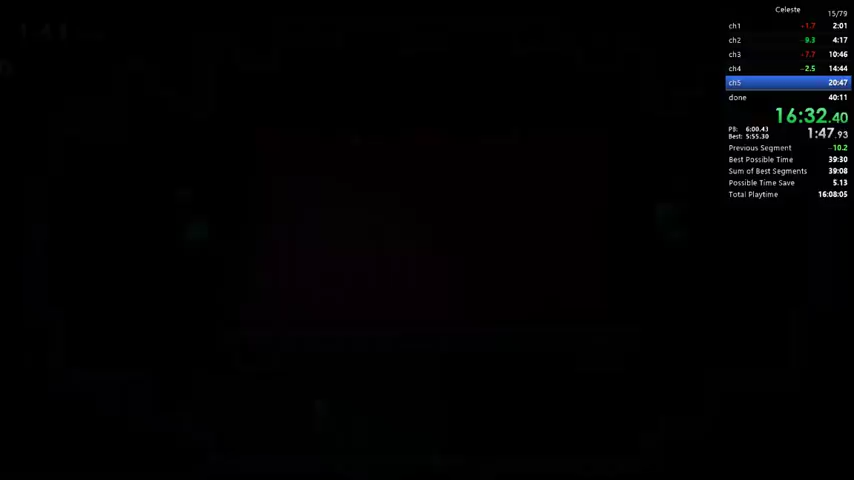 Celeste
15/79
ch1 -1.7 2:01
ch2 -9.3 4:17
ch3 -7.7 10:46
ch4 -2.5 14:44
ch5 20:47
done 40:11
16:32.40
PB: 6:00.43
Best: 5:55.30
1:47.93
Previous Segment -10.2
Best Possible Time 39:30
Sum of Best Segments 39:08
Possible Time Save 5.13
Total Playtime 16:08:05